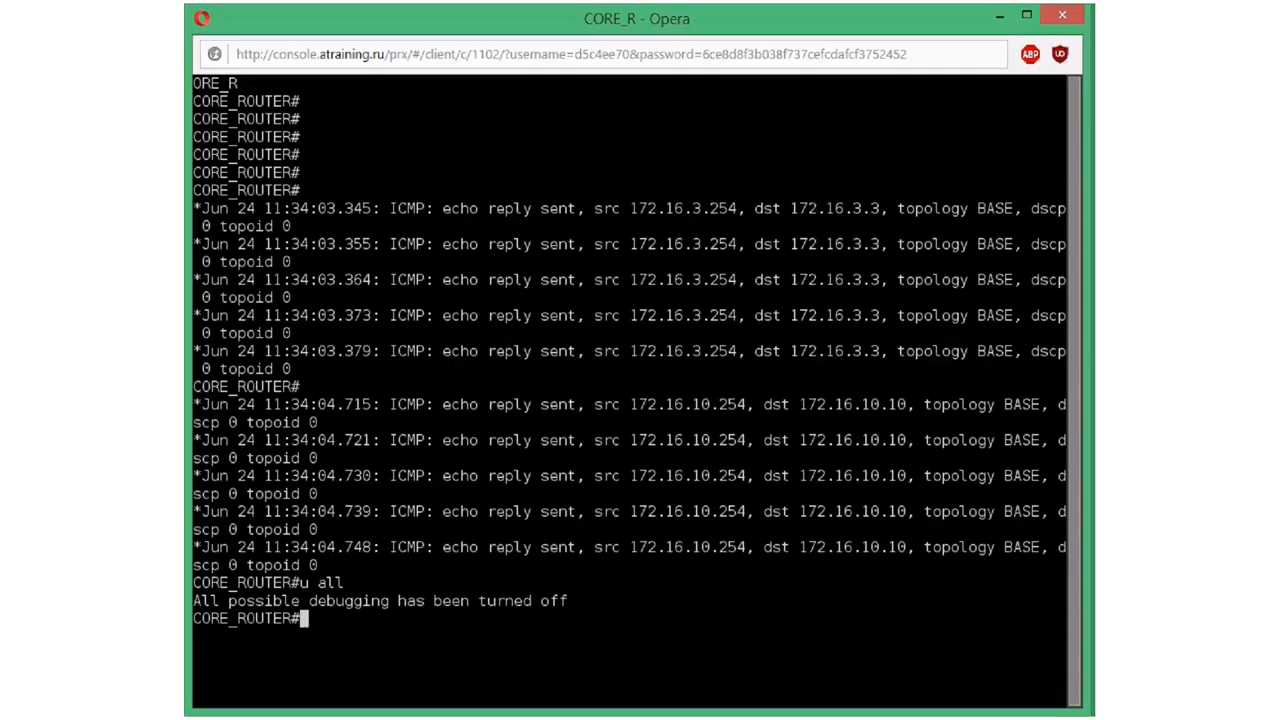 CORE_R - Opera
http://console.atraining.ru/prx/#/client/c/1102/?username=d5c4ee70&password=6ce8d8f3b038f737cefcdafcf3752452
ABP
ORE_R
CORE_ROUTER#
CORE_ROUTER#
CORE_ROUTER#
CORE_ROUTER#
CORE_ROUTER#
CORE_ROUTER#
*Jun 24 11:34:03.345: ICMP: echo reply sent, src 172.16.3.254, dst 172.16.3.3, topology BASE, dscp
0 topoid 0
*Jun 24 11:34:03.355: ICMP: echo reply sent, src 172.16.3.254, dst 172.16.3.3, topology BASE, dscp
0 topoid 0
*Jun 24 11:34:03.364: ICMP: echo reply sent, src 172.16.3.254, dst 172.16.3.3, topology BASE, dscp
0 topoid 0
*Jun 24 11:34:03.373: ICMP: echo reply sent, src 172.16.3.254, dst 172.16.3.3, topology BASE, dscp
0 topoid 0
*Jun 24 11:34:03.379: ICMP: echo reply sent, src 172.16.3.254, dst 172.16.3.3, topology BASE, dscp
0 topoid 0
CORE_ROUTER#
*Jun 24 11:34:04.715: ICMP: echo reply sent, src 172.16.10.254, dst 172.16.10.10, topology BASE, d
scp 0 topoid 0
*Jun 24 11:34:04.721: ICMP: echo reply sent, src 172.16.10.254, dst 172.16.10.10, topology BASE, d
scp 0 topoid 0
*Jun 24 11:34:04.730: ICMP: echo reply sent, src 172.16.10.254, dst 172.16.10.10, topology BASE, d
scp 0 topoid 0
*Jun 24 11:34:04.739: ICMP: echo reply sent, src 172.16.10.254, dst 172.16.10.10, topology BASE, d
scp 0 topoid 0
*Jun 24 11:34:04.748: ICMP: echo reply sent, src 172.16.10.254, dst 172.16.10.10, topology BASE, d
scp 0 topoid 0
CORE_ROUTER#u all
All possible debugging has been turned off
CORE_ROUTER#